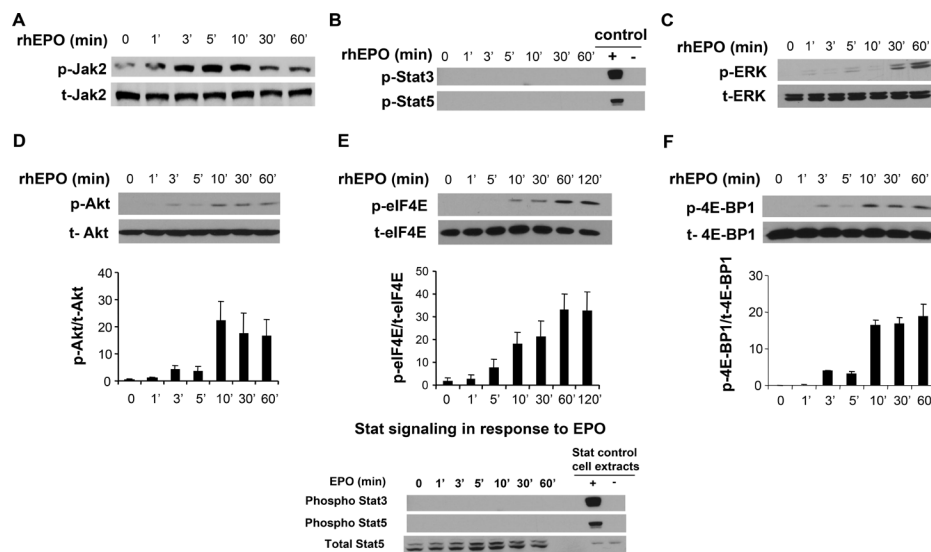 A
rhEPO (min) 0 1' 3' 5' 10' 30' 60'
p-Jak2
t-Jak2
B
control
rhEPO (min) 0 1' 3' 5' 10' 30' 60' + -
p-Stat3
p-Stat5
C
rhEPO (min) 0 1' 3' 5' 10' 30' 60'
p-ERK
t-ERK
D
rhEPO (min) 0 1' 3' 5' 10' 30' 60'
p-Akt
t- Akt
p-Akt/t-Akt
40
30
20
10
0
0 1' 3' 5' 10' 30' 60'
E
rhEPO (min) 0 1' 5' 10' 30' 60' 120'
p-eIF4E
t-eIF4E
p-eIF4E/t-eIF4E
50
40
30
20
10
0
0 1' 5' 10' 30' 60' 120'
F
rhEPO (min) 0 1' 3' 5' 10' 30' 60'
p-4E-BP1
t- 4E-BP1
p-4E-BP1/t-4E-BP1
30
20
10
0
0 1' 3' 5' 10' 30' 60
Stat signaling in response to EPO
Stat control
cell extracts
EPO (min) 0 1' 3' 5' 10' 30' 60' + -
Phospho Stat3
Phospho Stat5
Total Stat5